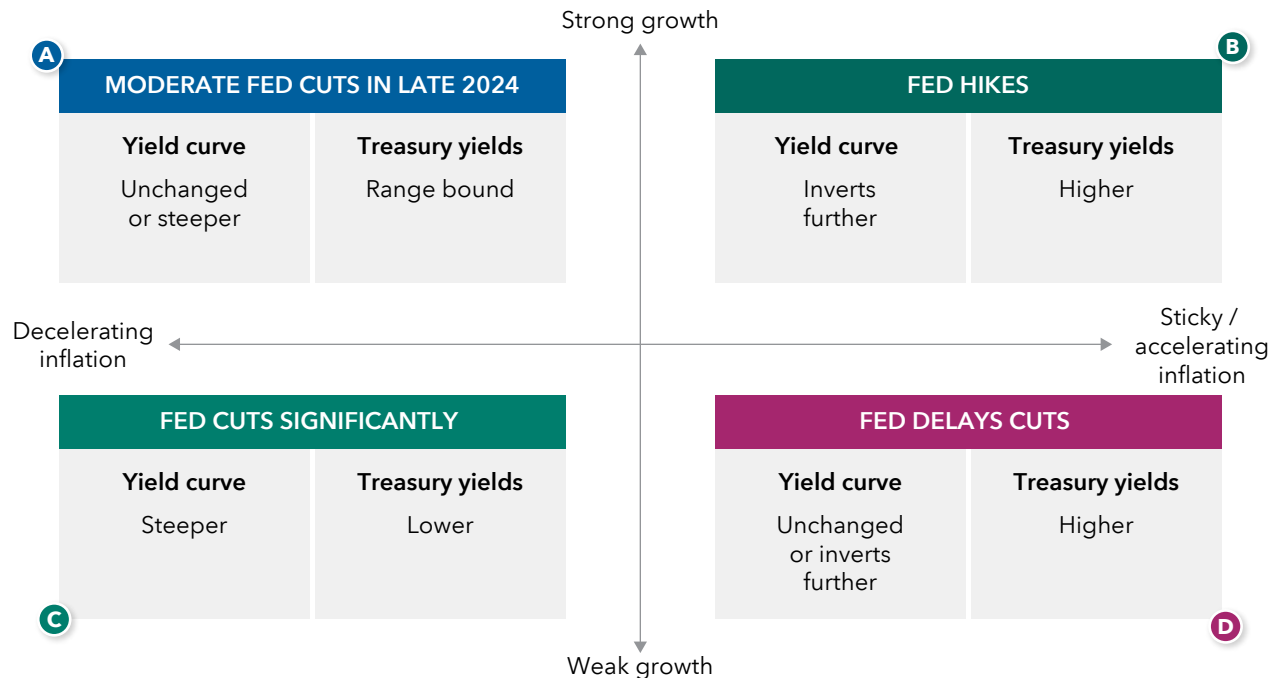 Strong growth
A
MODERATE FED CUTS IN LATE 2024
Yield curve
Unchanged
or steeper
Treasury yields
Range bound
B
FED HIKES
Yield curve
Inverts
further
Treasury yields
Higher
Decelerating
inflation
Sticky /
accelerating
inflation
FED CUTS SIGNIFICANTLY
Yield curve
Steeper
Treasury yields
Lower
C
FED DELAYS CUTS
Yield curve
Unchanged
or inverts
further
Treasury yields
Higher
D
Weak growth